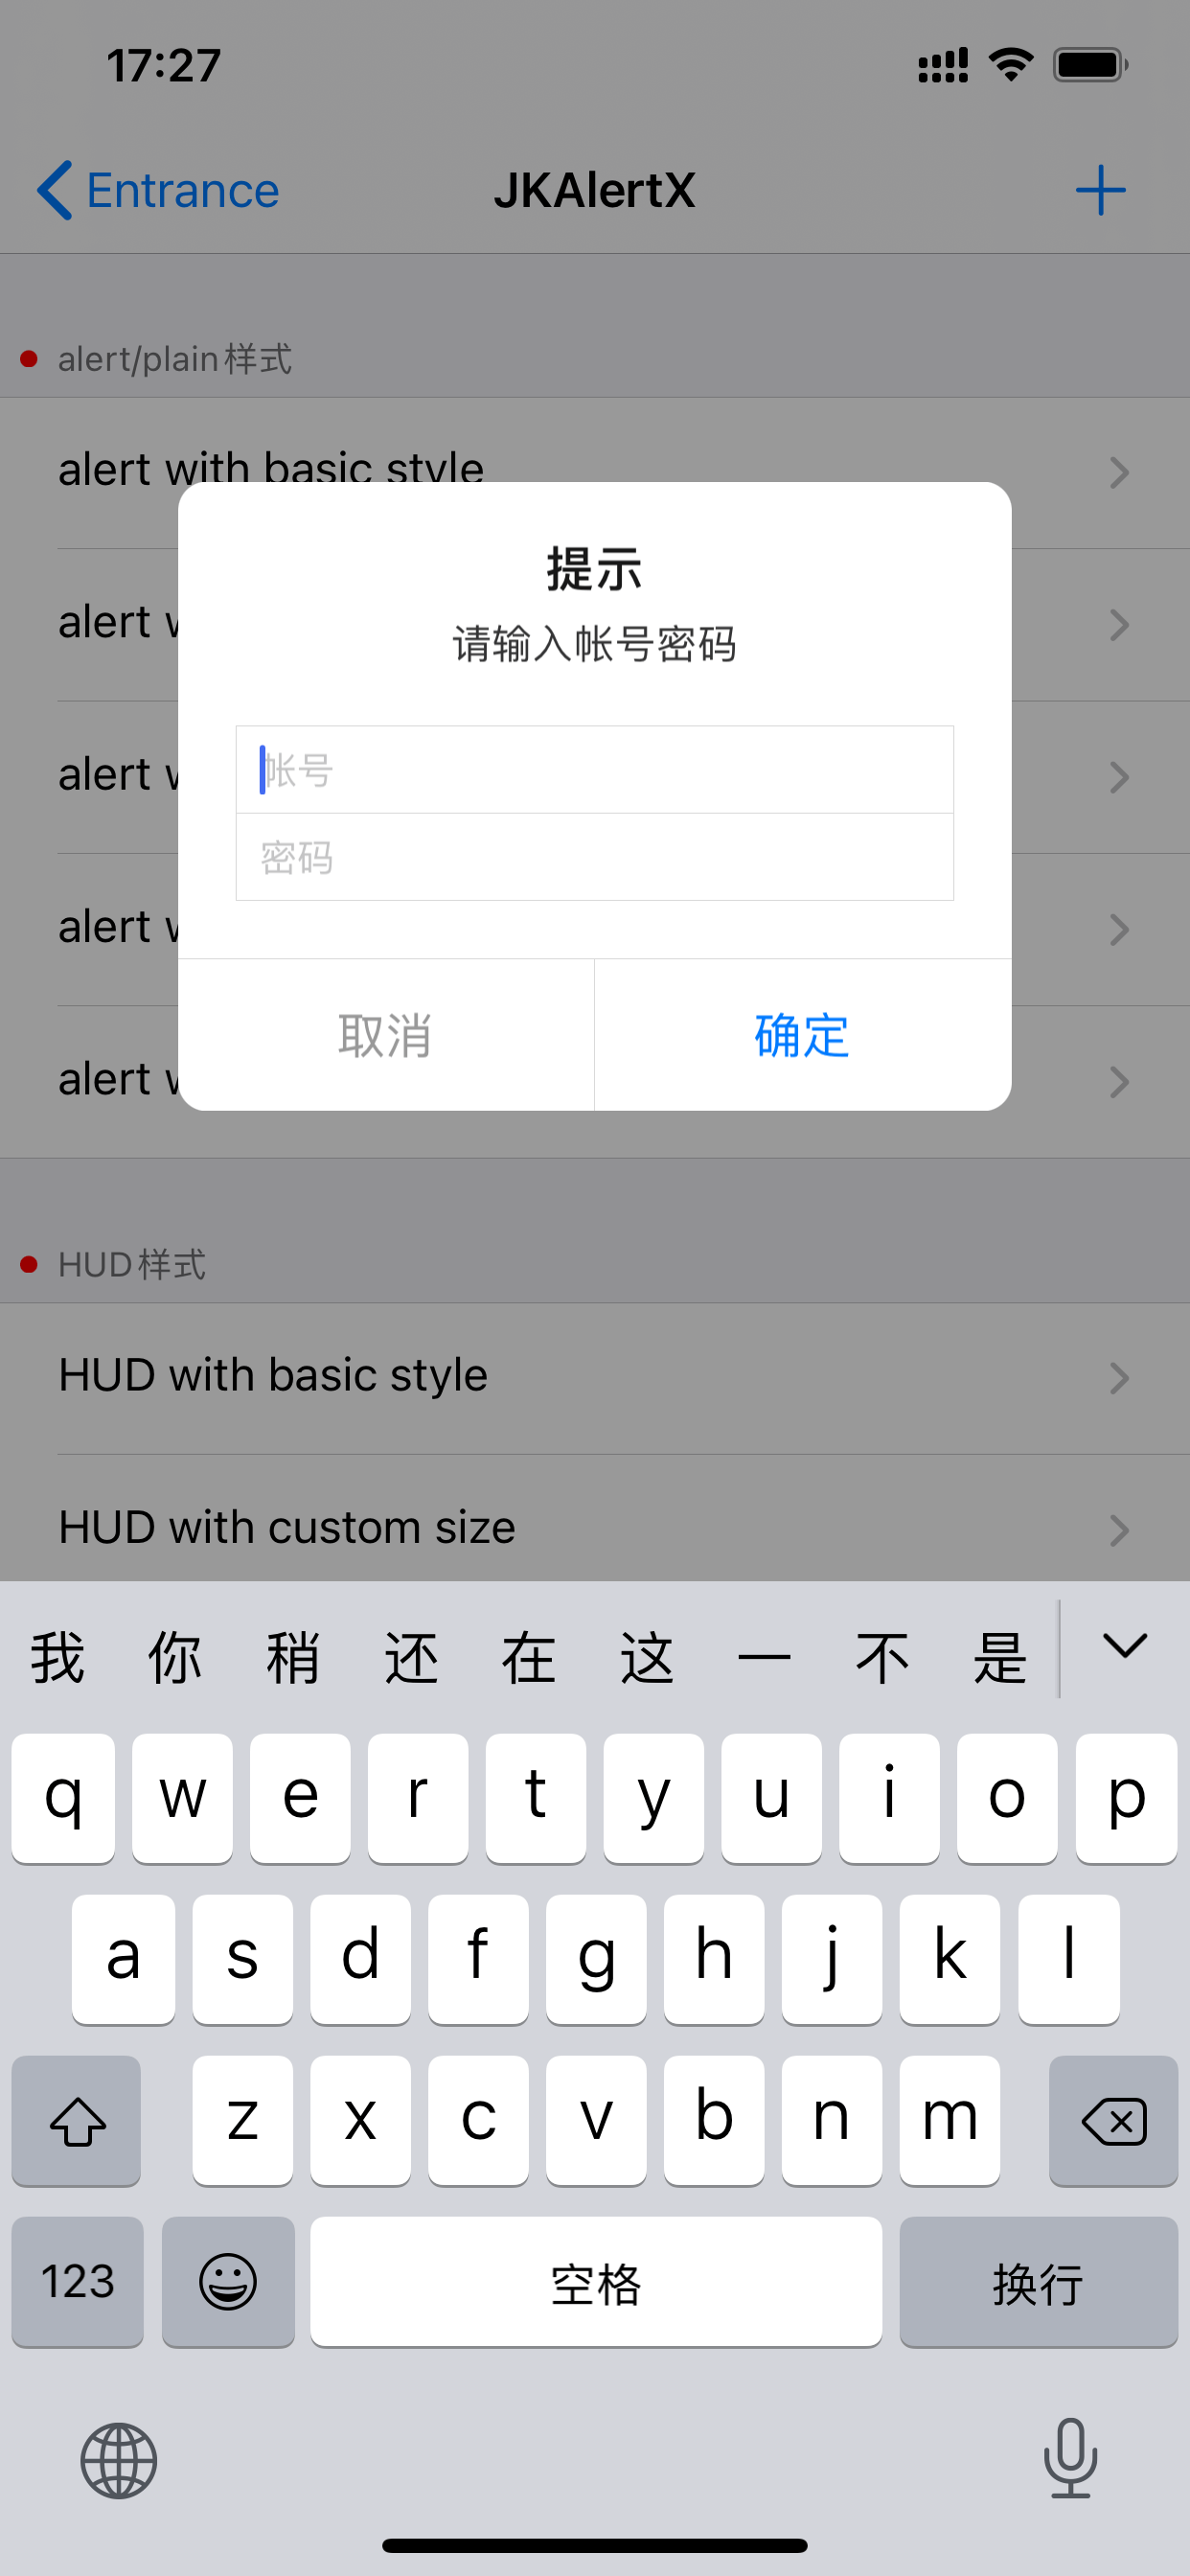 17:27
Entrance
JKAlertX
alert/plain样式
alert with basic style
alert
alert
alert
alert
提示
请输入帐号密码
帐号
密码
取消
确定
HUD样式
HUD with basic style
HUD with custom size
我 你 稍 还 在 这 一 不 是
q w e r t y u i o p
a s d f g h j k l
z x c v b n m
123
空格
换行